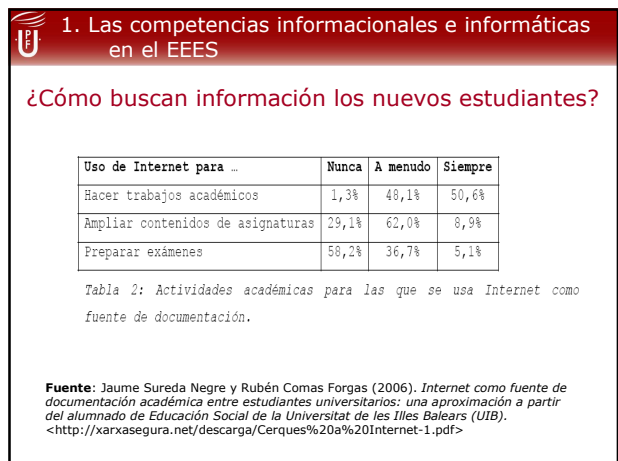 UPF
1. Las competencias informacionales e informáticas
en el EEES
¿Cómo buscan información los nuevos estudiantes?
Uso de Internet para … Nunca A menudo Siempre
Hacer trabajos académicos 1,3% 48,1% 50,6%
Ampliar contenidos de asignaturas 29,1% 62,0% 8,9%
Preparar exámenes 58,2% 36,7% 5,1%
Tabla 2: Actividades académicas para las que se usa Internet como
fuente de documentación.
Fuente: Jaume Sureda Negre y Rubén Comas Forgas (2006). Internet como fuente de
documentación académica entre estudiantes universitarios: una aproximación a partir
del alumnado de Educación Social de la Universitat de les Illes Balears (UIB).
<http://xarxasegura.net/descarga/Cerques%20a%20Internet-1.pdf>